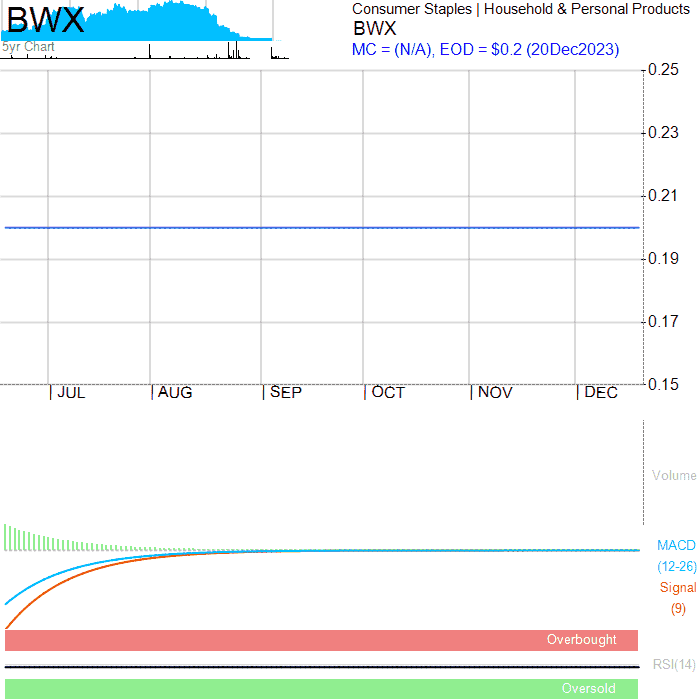 BWX
5yr Chart
Consumer Staples | Household & Personal Products
BWX
MC = (N/A), EOD = $0.2 (20Dec2023)
0.25
0.23
0.21
0.19
0.17
0.15
JUL AUG SEP OCT NOV DEC
Volume
MACD
(12-26)
Signal
(9)
Overbought
RSI(14)
Oversold